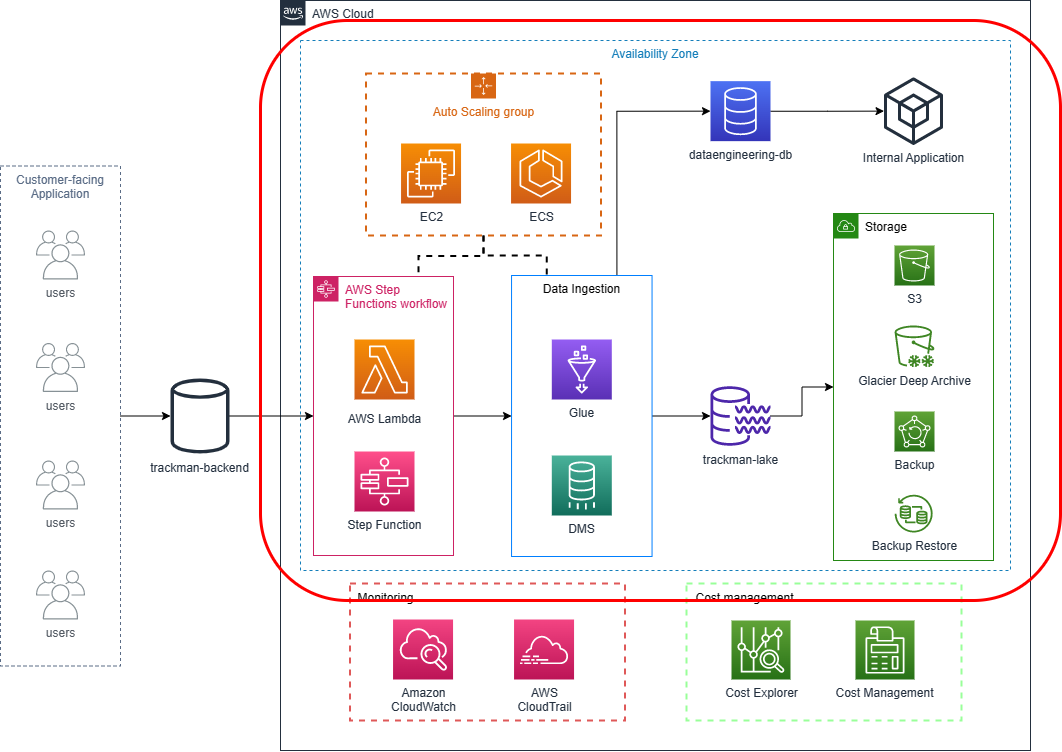 aws
AWS Cloud
Availability Zone
Auto Scaling group
EC2
ECS
dataengineering-db
Internal Application
Customer-facing
Application
users
users
users
users
trackman-backend
AWS Step
Functions workflow
AWS Lambda
Step Function
Data Ingestion
Glue
DMS
trackman-lake
Storage
S3
Glacier Deep Archive
Backup
Backup Restore
Monitoring
Amazon
CloudWatch
AWS
CloudTrail
Cost management
Cost Explorer
Cost Management